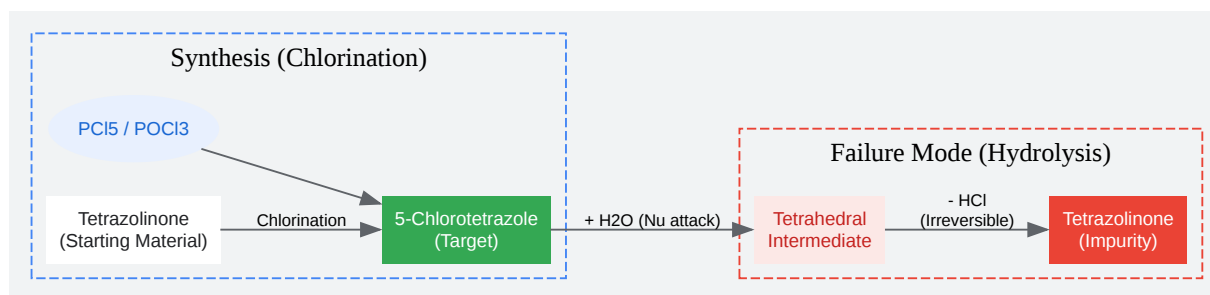 Synthesis (Chlorination)
PCl5 / POCl3
Tetrazolinone
(Starting Material)
Chlorination
5-Chlorotetrazole
(Target)
+ H2O (Nu attack)
Failure Mode (Hydrolysis)
Tetrahedral
Intermediate
- HCl
(Irreversible)
Tetrazolinone
(Impurity)